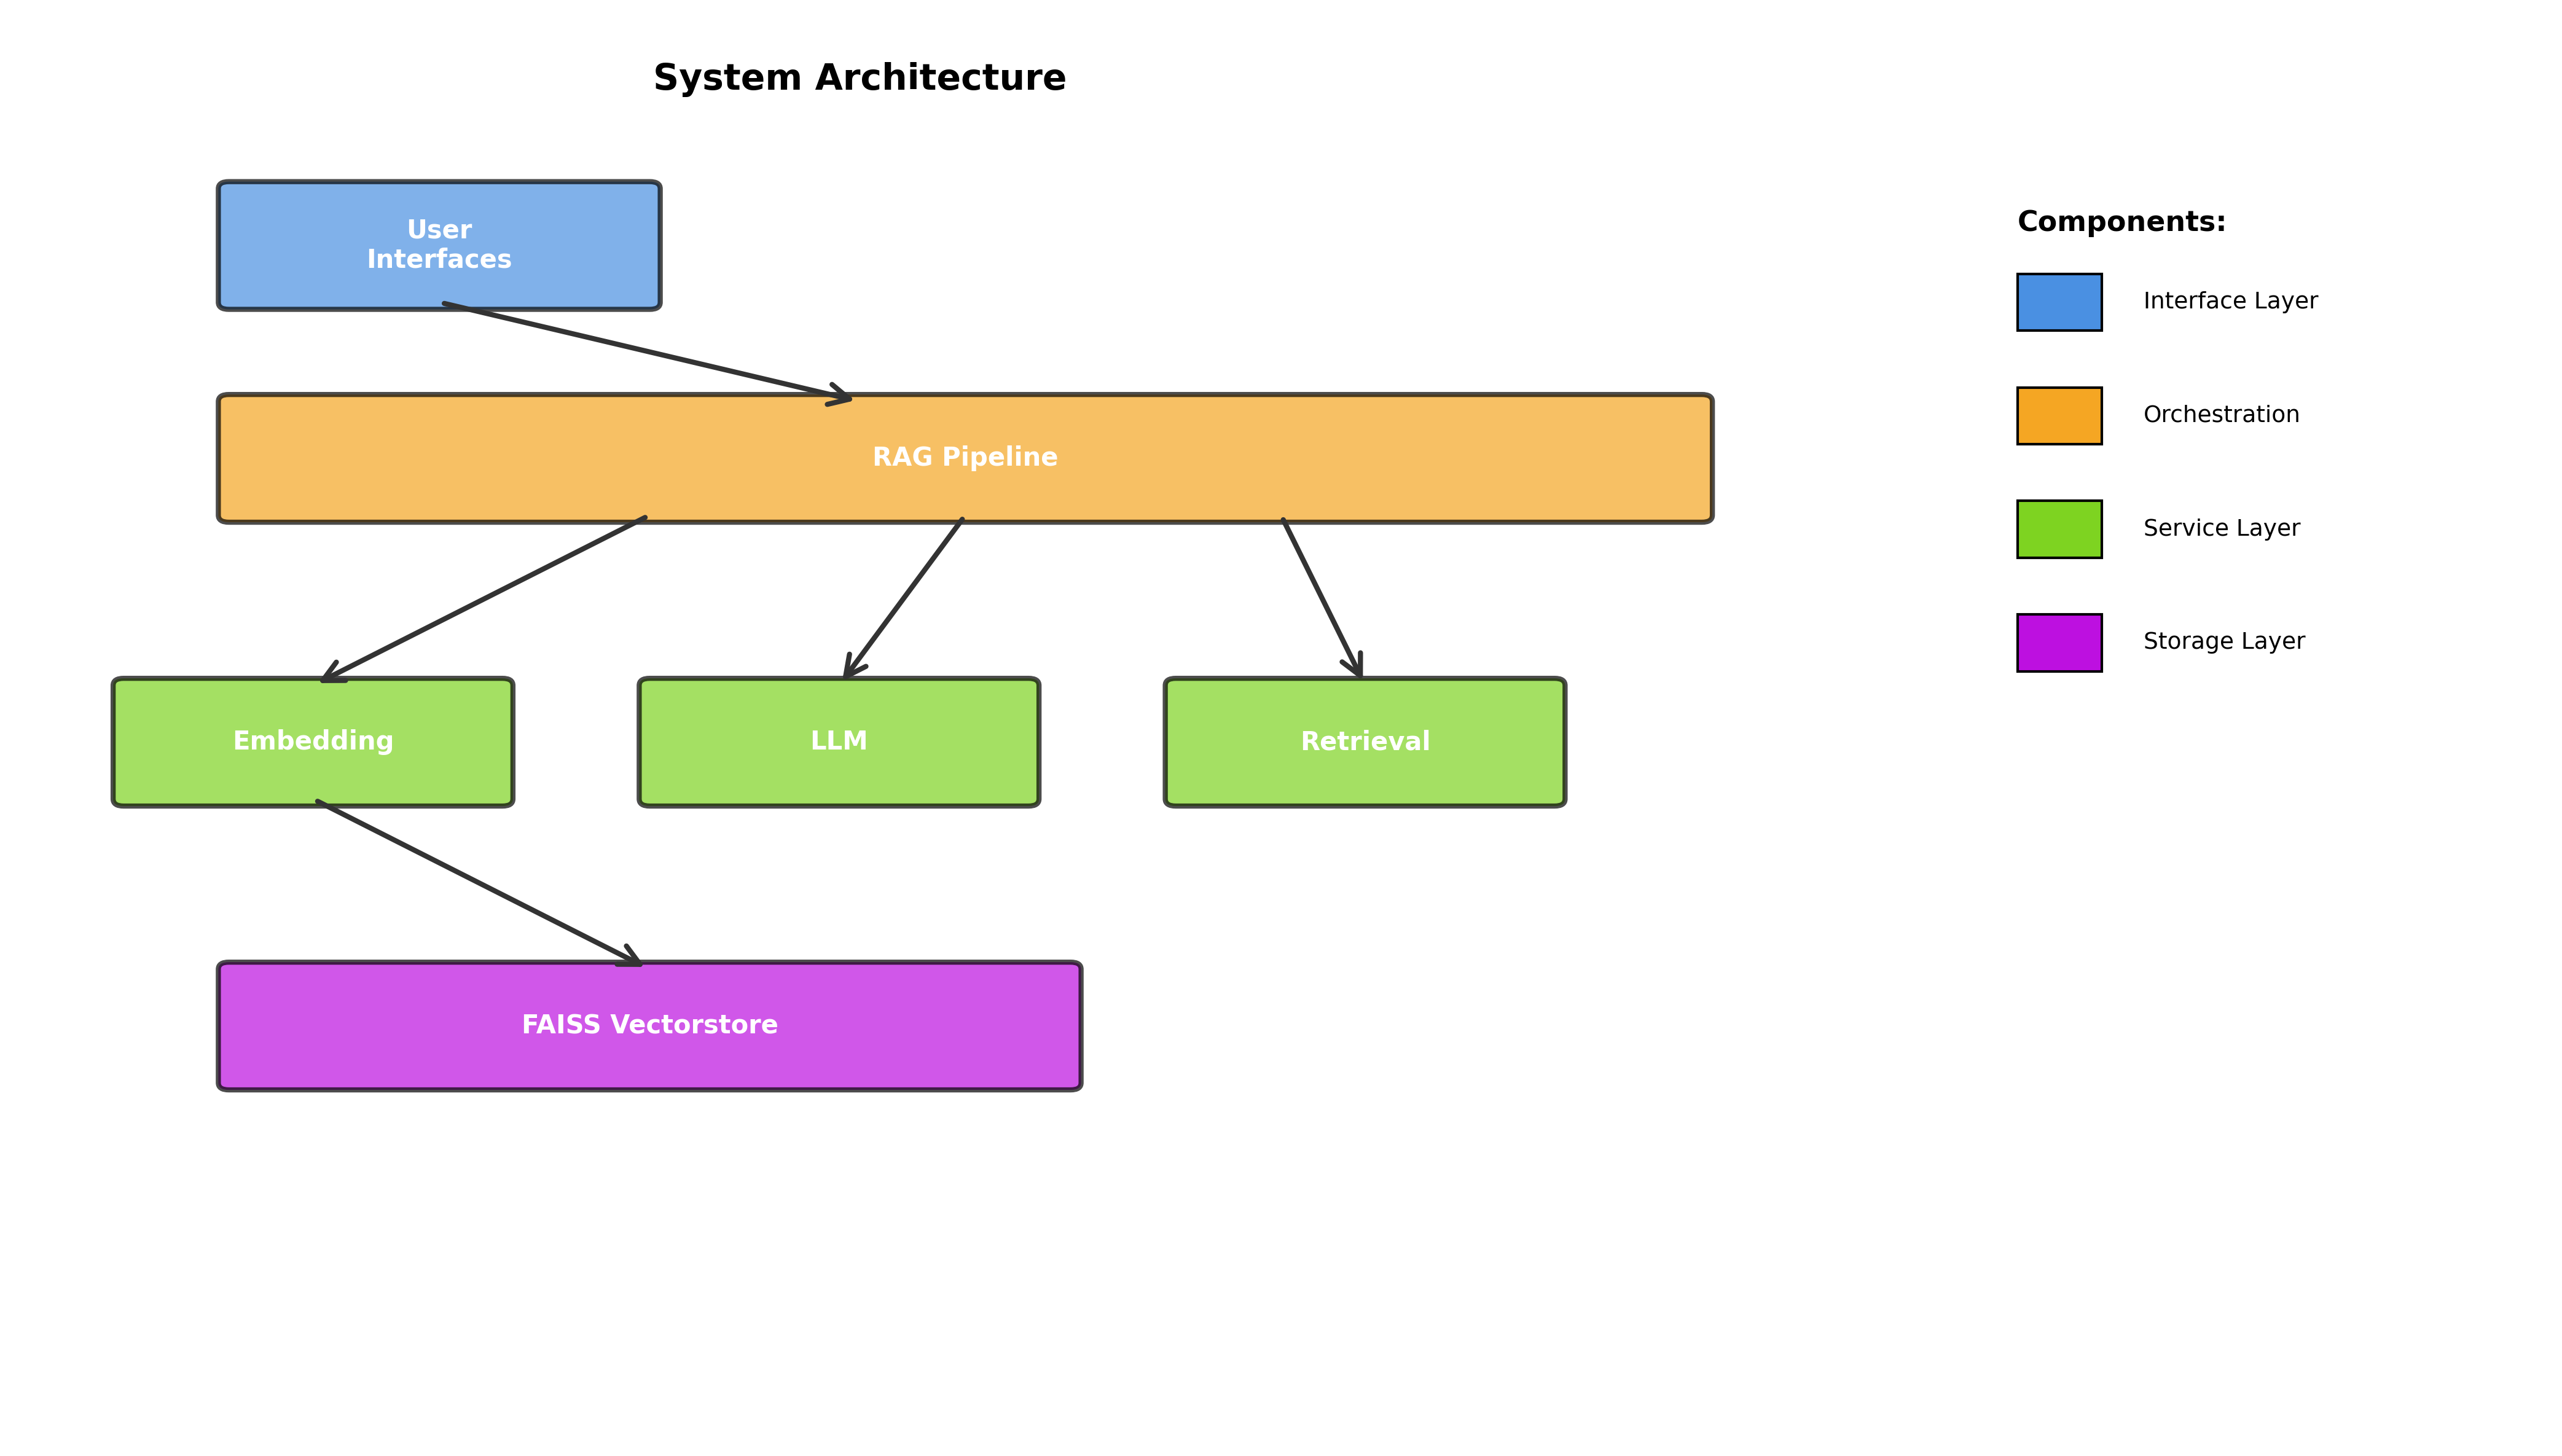 System Architecture
User
Interfaces
RAG Pipeline
Embedding
LLM
Retrieval
FAISS Vectorstore
Components:
Interface Layer
Orchestration
Service Layer
Storage Layer